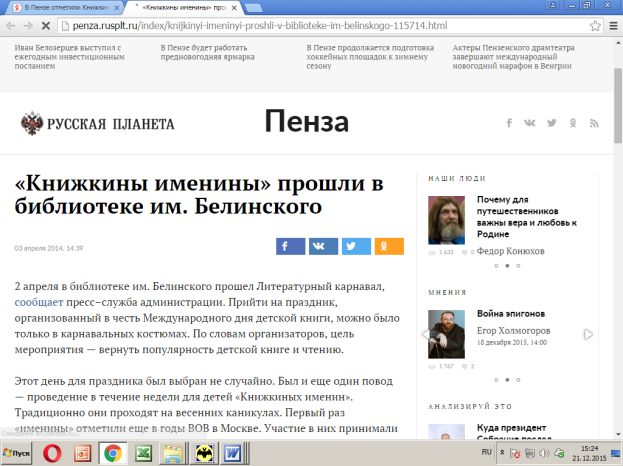 В Пензе отметили Книжкин
«Книжкины именины» прош
penza.rusplt.ru/index/knijkinyi-imeninyi-proshli-v-biblioteke-im-belinskogo-115714.html
Иван Белозерцев выступил с
ежегодным инвестиционным
посланием
В Пензе будет работать
предновогодняя ярмарка
В Пензе продолжается подготовка
хоккейных площадок к зимнему
сезону
Актеры Пензенского драмтеатра
завершают международный
новогодний марафон в Венгрии
РУССКАЯ ПЛАНЕТА
Пенза
«Книжкины именины» прошли в
библиотеке им. Белинского
03 апреля 2014, 14:39
2 апреля в библиотеке им. Белинского прошел Литературный карнавал,
сообщает пресс–служба администрации. Прийти на праздник,
организованный в честь Международного дня детской книги, можно было
только в карнавальных костюмах. По словам организаторов, цель
мероприятия — вернуть популярность детской книге и чтению.
Этот день для праздника был выбран не случайно. Был и еще один повод
— проведение в течение недели для детей «Книжкиных именин».
Традиционно они проходят на весенних каникулах. Первый раз
«именины» отметили еще в годы ВОВ в Москве. Участие в них принимали
НАШИ ЛЮДИ
Почему для
путешественников
важны вера и любовь к
Родине
Федор Конюхов
1 633 0
МНЕНИЯ
Война эпигонов
Егор Холмогоров
18 декабря 2015, 14:00
1 767 2
АНАЛИЗИРУЙ ЭТО
Куда президент
Пуск
RU
15:24
21.12.2015